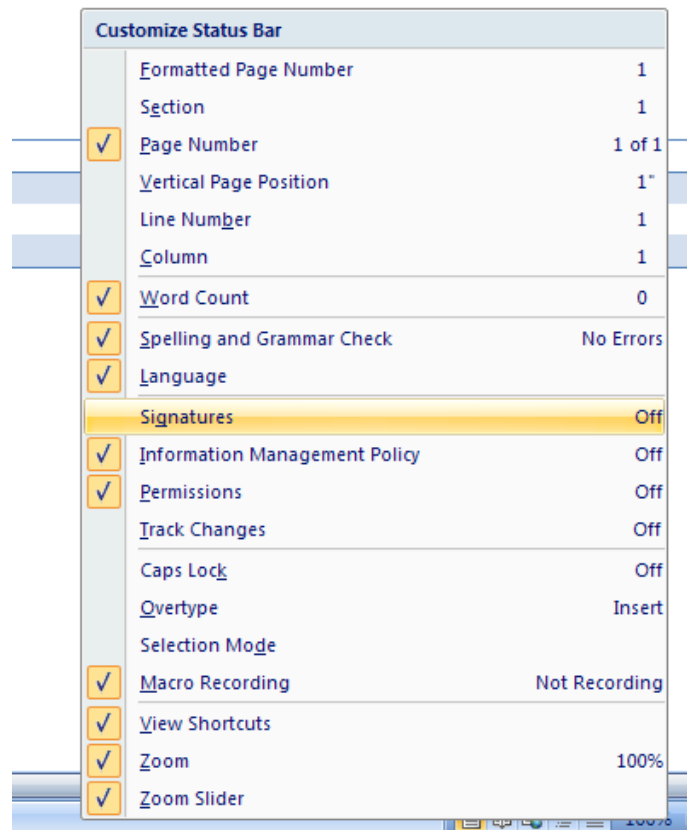 Customize Status Bar
Formatted Page Number 1
Section 1
Page Number 1 of 1
Vertical Page Position 1"
Line Number 1
Column 1
Word Count 0
Spelling and Grammar Check No Errors
Language
Signatures Off
Information Management Policy Off
Permissions Off
Track Changes Off
Caps Lock Off
Overtype Insert
Selection Mode
Macro Recording Not Recording
View Shortcuts
Zoom 100%
Zoom Slider
100%